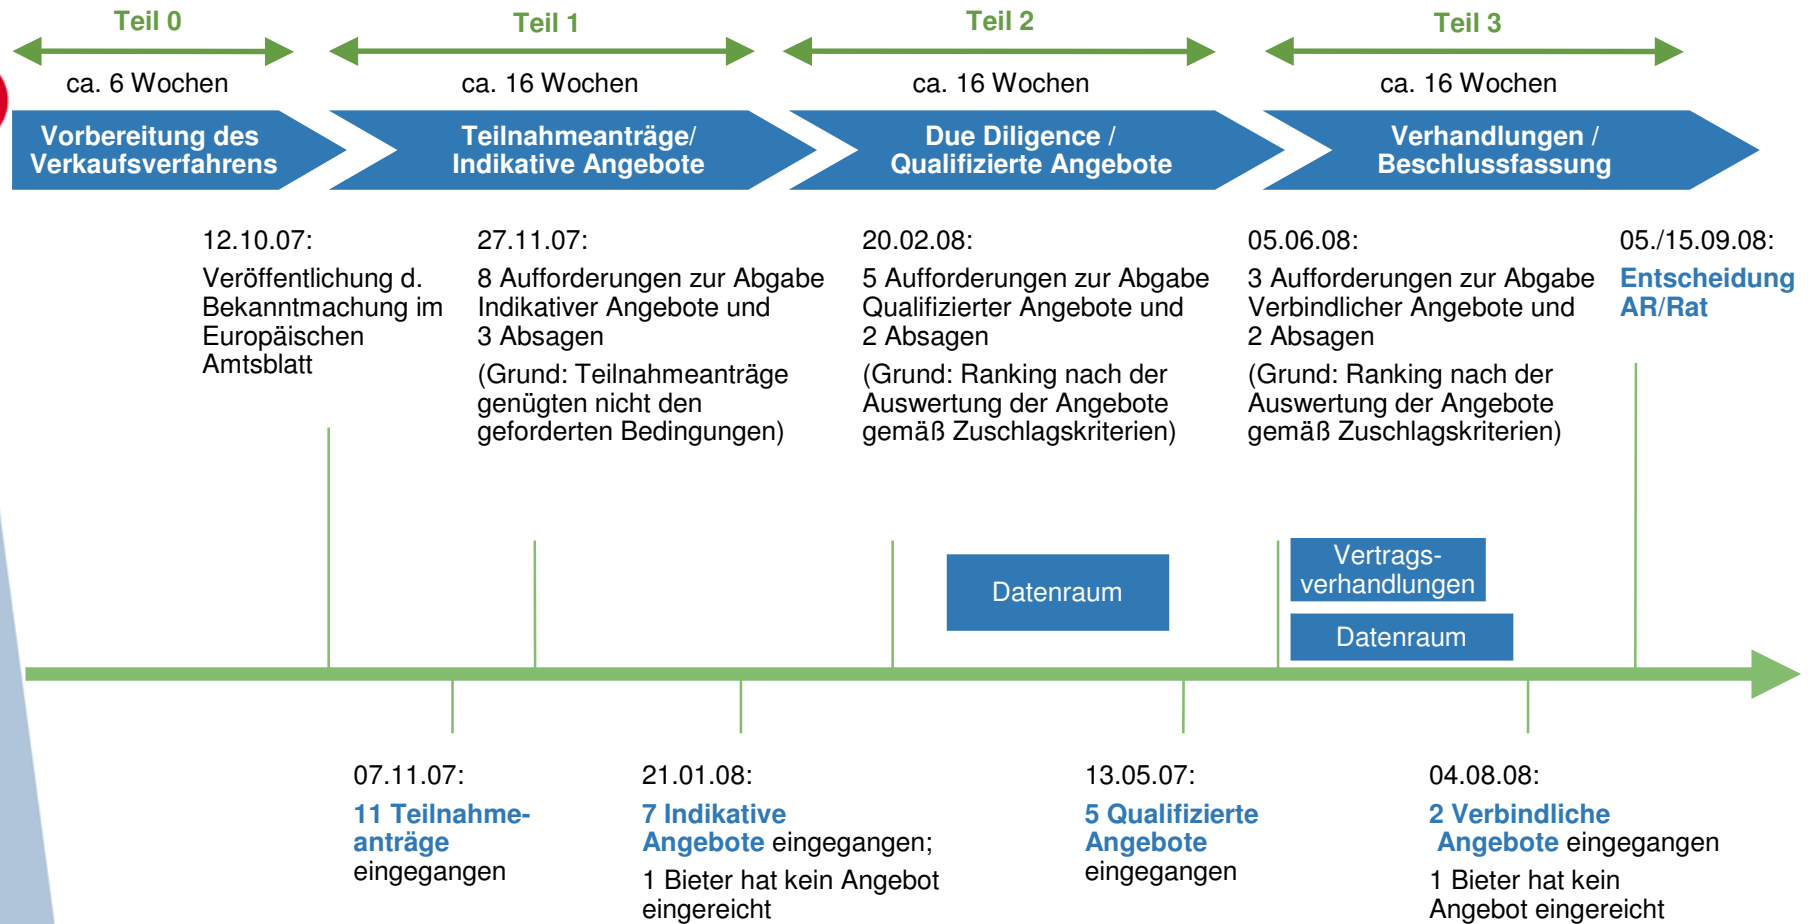 Teil 0
Teil 1
Teil 2
Teil 3
ca. 6 Wochen
ca. 16 Wochen
ca. 16 Wochen
ca. 16 Wochen
Vorbereitung des
Verkaufsverfahrens
Teilnahmeanträge/
Indikative Angebote
Due Diligence /
Qualifizierte Angebote
Verhandlungen /
Beschlussfassung
12.10.07:
Veröffentlichung d.
Bekanntmachung im
Europäischen
Amtsblatt
27.11.07:
8 Aufforderungen zur Abgabe
Indikativer Angebote und
3 Absagen
(Grund: Teilnahmeanträge
genügten nicht den
geforderten Bedingungen)
20.02.08:
5 Aufforderungen zur Abgabe
Qualifizierter Angebote und
2 Absagen
(Grund: Ranking nach der
Auswertung der Angebote
gemäß Zuschlagskriterien)
05.06.08:
3 Aufforderungen zur Abgabe
Verbindlicher Angebote und
2 Absagen
(Grund: Ranking nach der
Auswertung der Angebote
gemäß Zuschlagskriterien)
05./15.09.08:
Entscheidung
AR/Rat
Datenraum
Vertrags-
verhandlungen
Datenraum
07.11.07:
11 Teilnahme-
anträge
eingegangen
21.01.08:
7 Indikative
Angebote eingegangen;
1 Bieter hat kein Angebot
eingereicht
13.05.07:
5 Qualifizierte
Angebote
eingegangen
04.08.08:
2 Verbindliche
Angebote eingegangen
1 Bieter hat kein
Angebot eingereicht